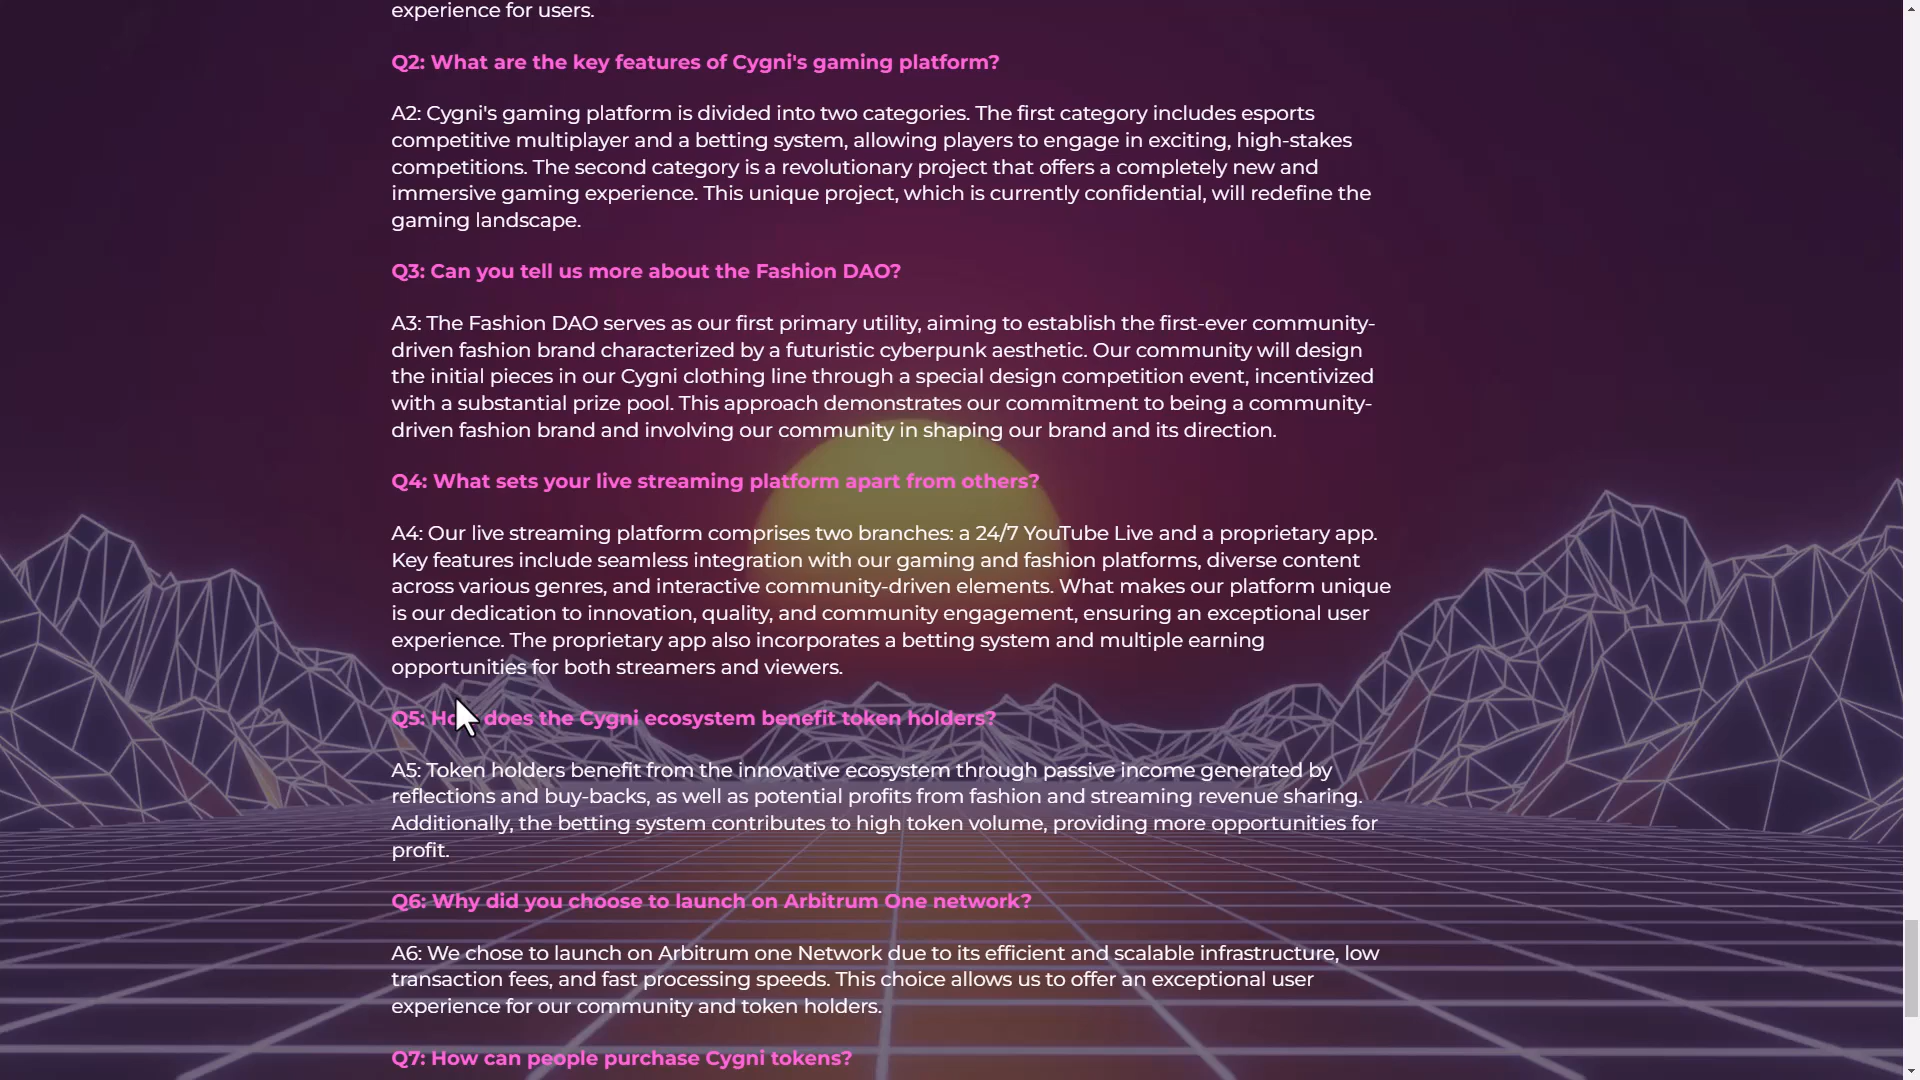 experience for users.
Q2: What are the key features of Cygni's gaming platform?
A2: Cygni's gaming platform is divided into two categories. The first category includes esports
competitive multiplayer and a betting system, allowing players to engage in exciting, high-stakes
competitions. The second category is a revolutionary project that offers a completely new and
immersive gaming experience. This unique project, which is currently confidential, will redefine the
gaming landscape.
Q3: Can you tell us more about the Fashion DAO?
A3: The Fashion DAO serves as our first primary utility, aiming to establish the first-ever community-
driven fashion brand characterized by a futuristic cyberpunk aesthetic. Our community will design
the initial pieces in our Cygni clothing line through a special design competition event, incentivized
with a substantial prize pool. This approach demonstrates our commitment to being a community-
driven fashion brand and involving our community in shaping our brand and its direction.
Q4: What sets your live streaming platform apart from others?
A4: Our live streaming platform comprises two branches: a 24/7 YouTube Live and a proprietary app.
Key features include seamless integration with our gaming and fashion platforms, diverse content
across various genres, and interactive community-driven elements. What makes our platform unique
is our dedication to innovation, quality, and community engagement, ensuring an exceptional user
experience. The proprietary app also incorporates a betting system and multiple earning
opportunities for both streamers and viewers.
Q5: How does the Cygni ecosystem benefit token holders?
A5: Token holders benefit from the innovative ecosystem through passive income generated by
reflections and buy-backs, as well as potential profits from fashion and streaming revenue sharing.
Additionally, the betting system contributes to high token volume, providing more opportunities for
profit.
Q6: Why did you choose to launch on Arbitrum One network?
A6: We chose to launch on Arbitrum one Network due to its efficient and scalable infrastructure, low
transaction fees, and fast processing speeds. This choice allows us to offer an exceptional user
experience for our community and token holders.
Q7: How can people purchase Cygni tokens?